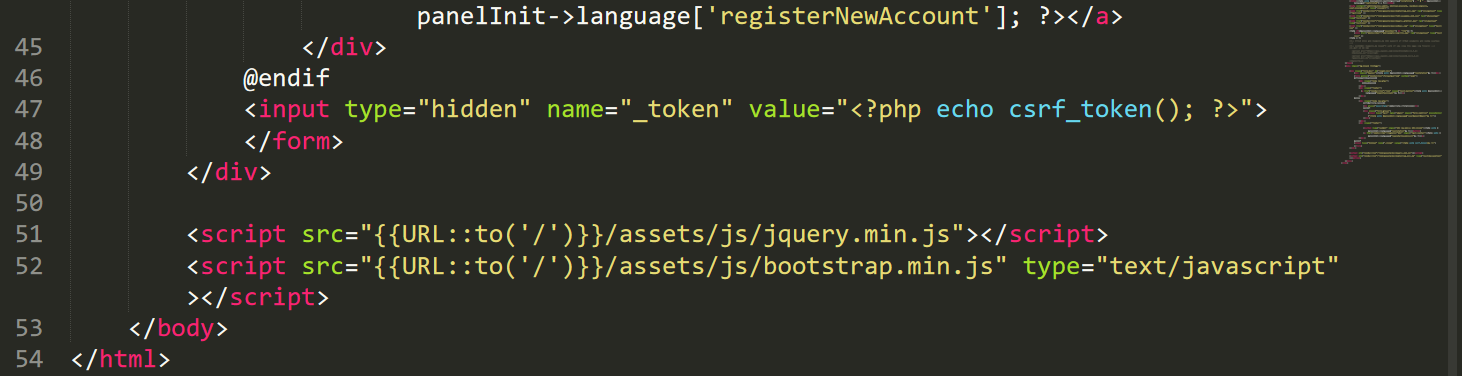 panelInit->language['registerNewAccount']; ?></a>
45 </div>
46 @endif
47 <input type="hidden" name="_token" value="<?php echo csrf_token(); ?>">
48 </form>
49 </div>
50
51 <script src="{{URL::to('/')}}/assets/js/jquery.min.js"></script>
52 <script src="{{URL::to('/')}}/assets/js/bootstrap.min.js" type="text/javascript"
></script>
53 </body>
54 </html>